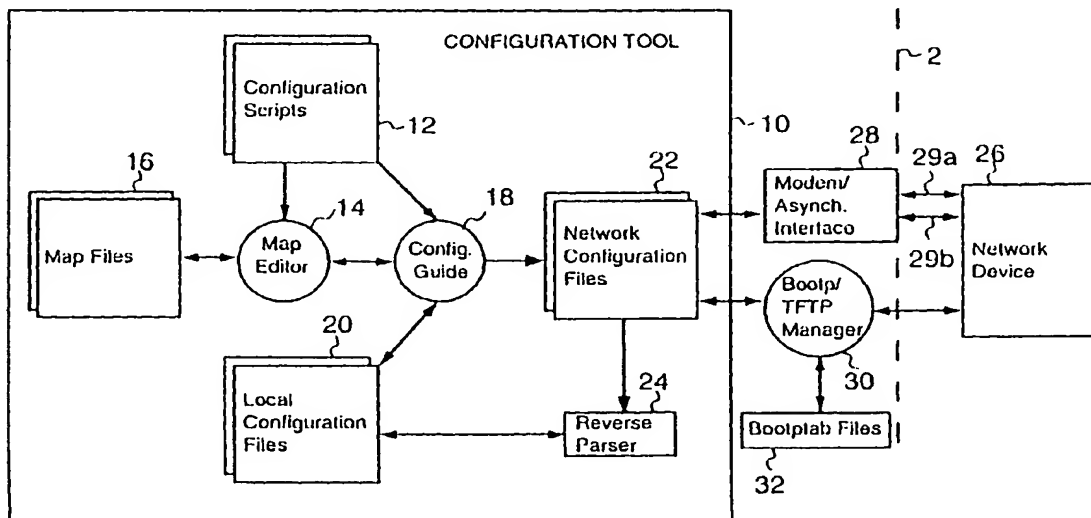 CONFIGURATION TOOL
2
Configuration
Scripts
12
10
28
16
22
29a
26
14
18
Modem/
Asynch.
Interfaco
Map Files
Map
Editor
Config.
Guide
Network
Configuration
Files
29b
Network
Device
Bootp/
TFTP
Manager
20
30
24
Local
Configuration
Files
Reverse
Parser
Bootptab Files
32